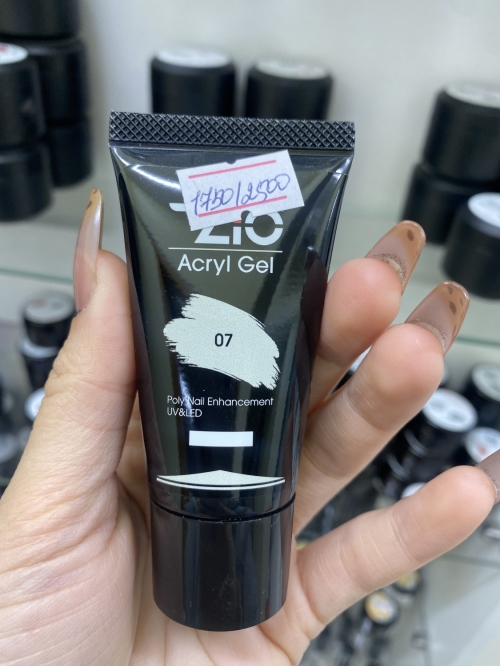 1750/2500
Acryl Gel
07
Poly Nail Enhancement
UV&LED